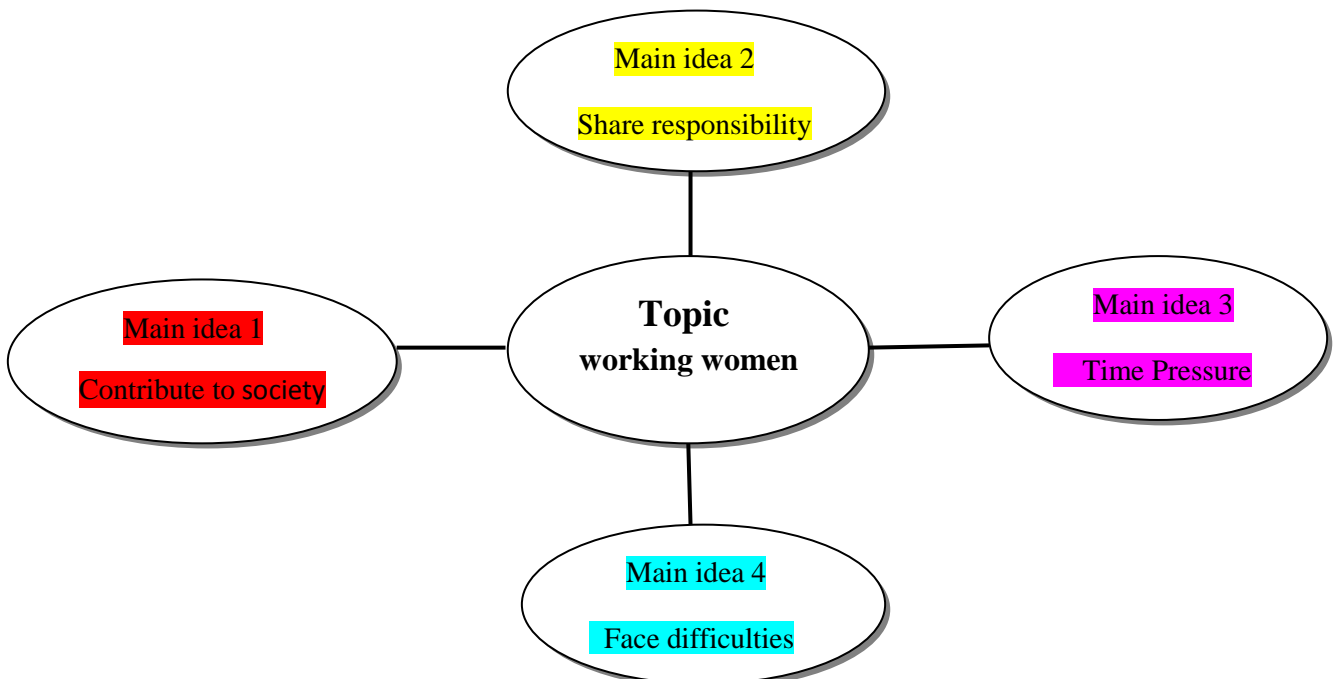 Main idea 2
Share responsibility
Topic
working women
Main idea 1
Contribute to society
Main idea 3
Time Pressure
Main idea 4
Face difficulties